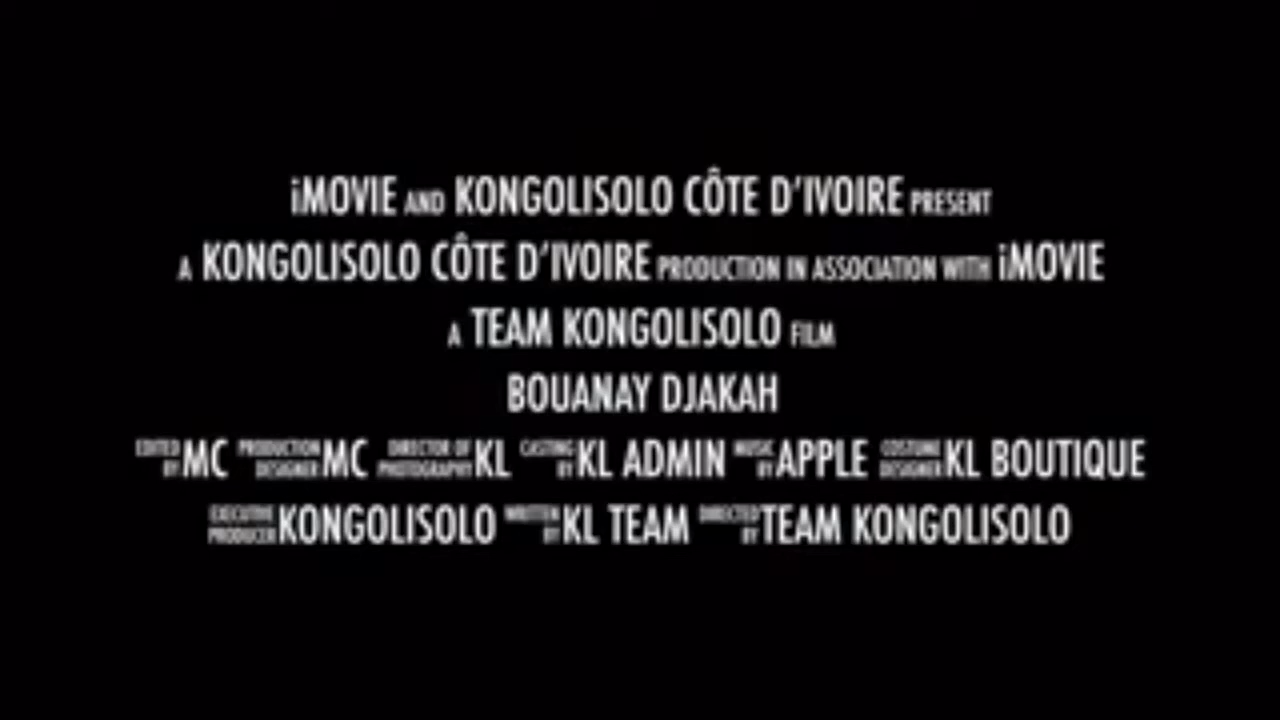 iMOVIE AND KONGOLISOLO CÔTE D'IVOIRE PRESENT
A KONGOLISOLO CÔTE D'IVOIRE PRODUCTION IN ASSOCIATION WITH iMOVIE
A TEAM KONGOLISOLO FILM
BOUANAY DJAKAH
EDITED BY MC PRODUCTION DESIGNER MC DIRECTOR OF PHOTOGRAPHY KL CASTING BY KL ADMIN MUSIC BY APPLE COSTUME DESIGNER KL BOUTIQUE
EXECUTIVE PRODUCER KONGOLISOLO WRITTEN BY KL TEAM DIRECTED BY TEAM KONGOLISOLO